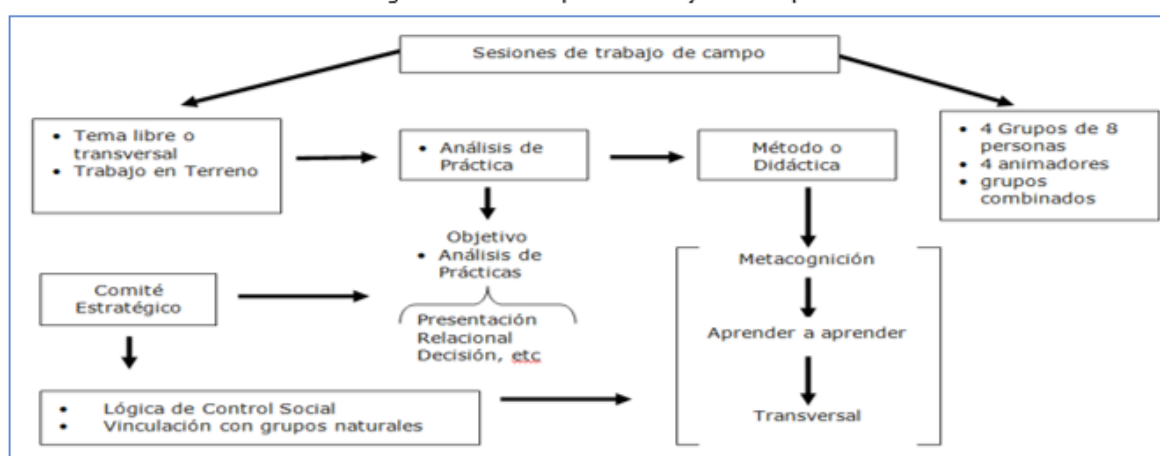 Sesiones de trabajo de campo
• Tema libre o
transversal
• Trabajo en Terreno
• Análisis de
Práctica
Método o
Didáctica
• 4 Grupos de 8
personas
• 4 animadores
• grupos
combinados
Objetivo
• Análisis de
Prácticas
Presentación
Relacional
Decisión, etc
Metacognición
Aprender a aprender
Transversal
Comité
Estratégico
• Lógica de Control Social
• Vinculación con grupos naturales